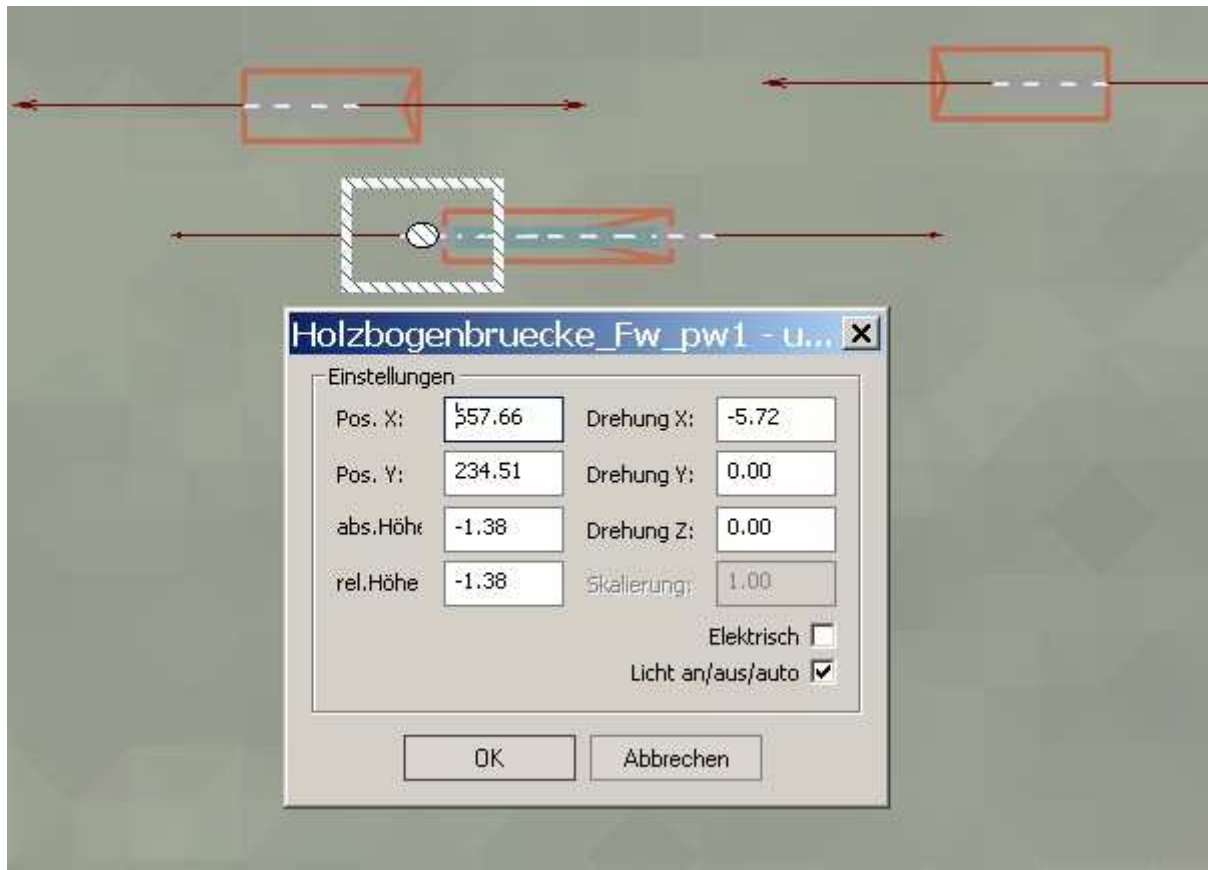 Holzbogenbruecke_Fw_pw1 - u...
Einstellungen
Pos. X: 557.66 Drehung X: -5.72
Pos. Y: 234.51 Drehung Y: 0.00
abs.Höhe -1.38 Drehung Z: 0.00
rel.Höhe -1.38 Skalierung: 1.00
Elektrisch
Licht an/aus/auto
OK Abbrechen